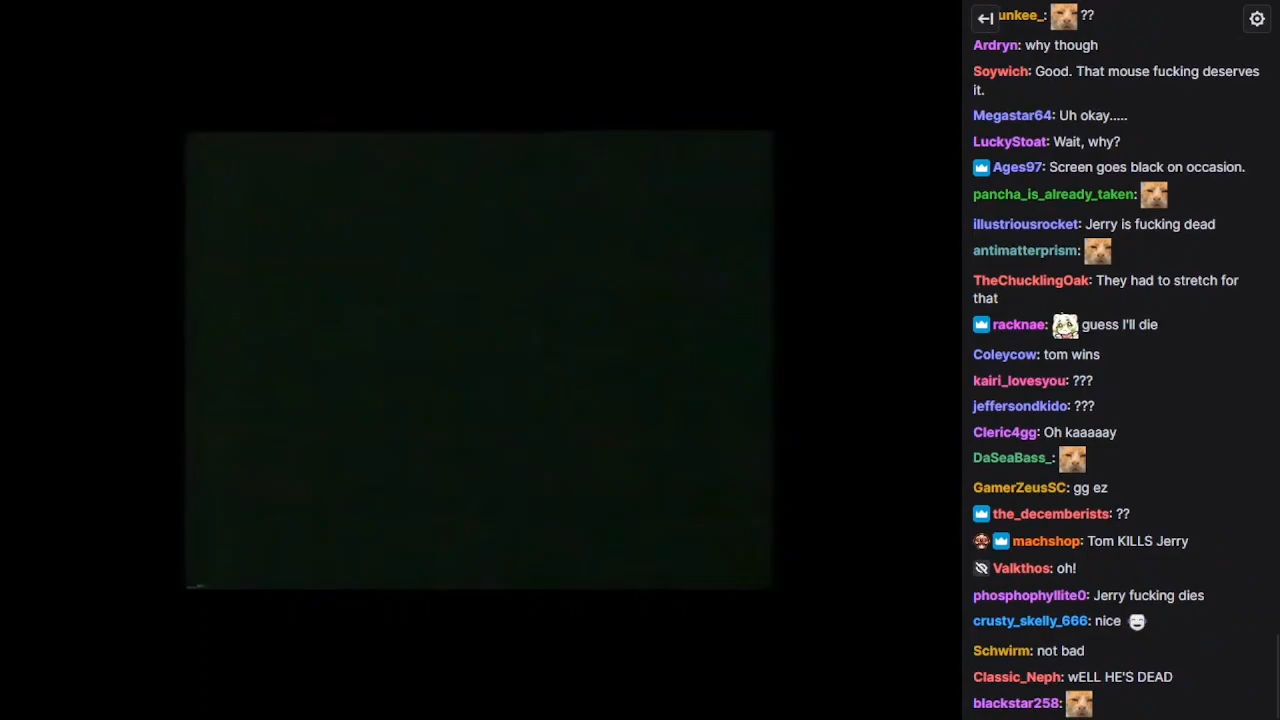 unkee_: ??
Ardryn: why though
Soywich: Good. That mouse fucking deserves
it.
Megastar64: Uh okay.....
LuckyStoat: Wait, why?
Ages97: Screen goes black on occasion.
pancha_is_already_taken:
illustriousrocket: Jerry is fucking dead
antimatterprism:
TheChucklingOak: They had to stretch for
that
racknae: guess I'll die
Coleycow: tom wins
kairi_lovesyou: ???
jeffersondkido: ???
Cleric4gg: Oh kaaaaay
DaSeaBass_:
GamerZeusSC: gg ez
the_decemberists: ??
machshop: Tom KILLS Jerry
Valkthos: oh!
phosphophyllite0: Jerry fucking dies
crusty_skelly_666: nice
Schwirm: not bad
Classic_Neph: wELL HE'S DEAD
blackstar258: